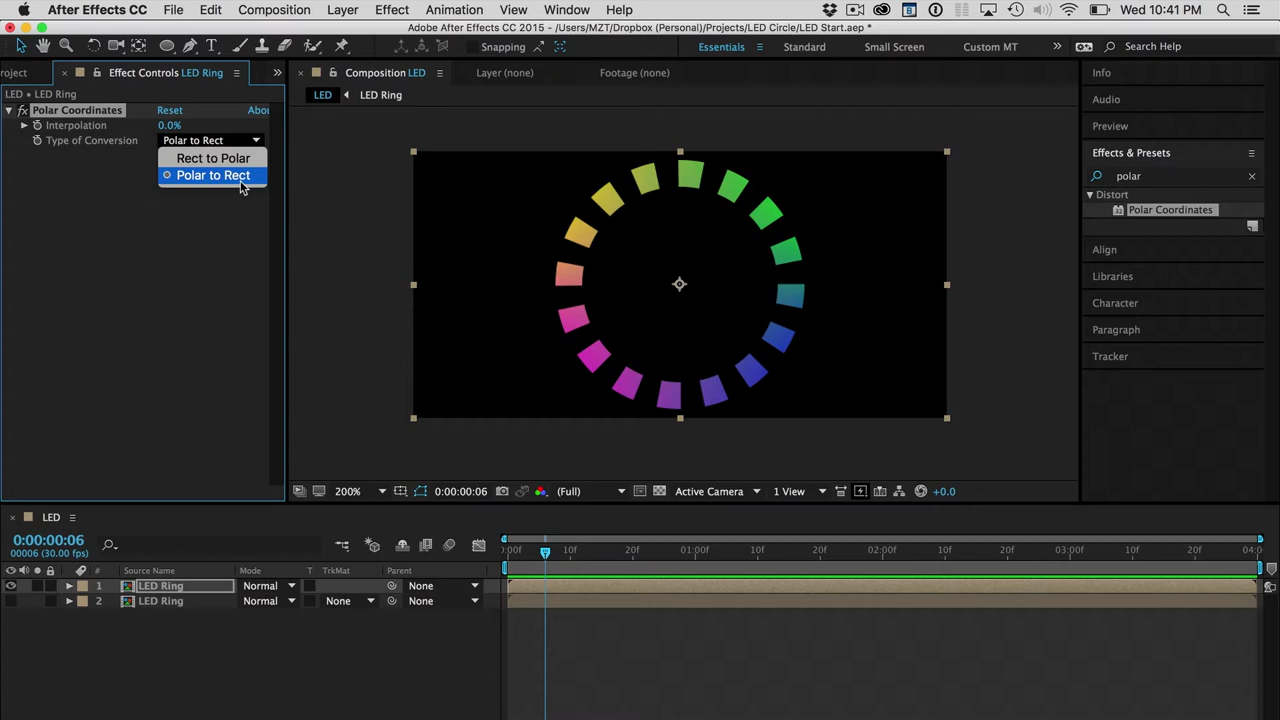 After Effects CC File Edit Composition Layer Effect Animation View Window Help Wed 10:41 PM
Adobe After Effects CC 2015 - /Users/MZT/Dropbox (Personal)/Projects/LED Circle/LED Start.aep *
Snapping Essentials Standard Small Screen Custom MT Search Help
roject Effect Controls LED Ring Composition LED Layer (none) Footage (none) Info
LED • LED Ring LED LED Ring
Audio
fx Polar Coordinates Reset Abou
Interpolation 0.0% Preview
Type of Conversion Polar to Rect
Rect to Polar Effects & Presets
Polar to Rect polar
Distort
32 Polar Coordinates
Align
Libraries
Character
Paragraph
Tracker
200% 0:00:00:06 (Full) Active Camera 1 View +0.0
LED
0:00:00:06
00006 (30.00 fps) :00f 10f 20f 01:00f 10f 20f 02:00f 10f 20f 03:00f 10f 20f 04:0
# Source Name Mode T TrkMat Parent
1 LED Ring Normal None
2 LED Ring Normal None None